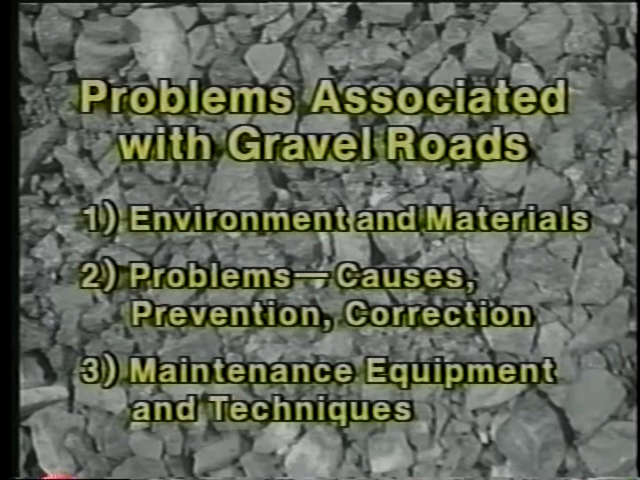 Problems Associated
with Gravel Roads
1) Environment and Materials
2) Problems—Causes,
Prevention, Correction
3) Maintenance Equipment
and Techniques